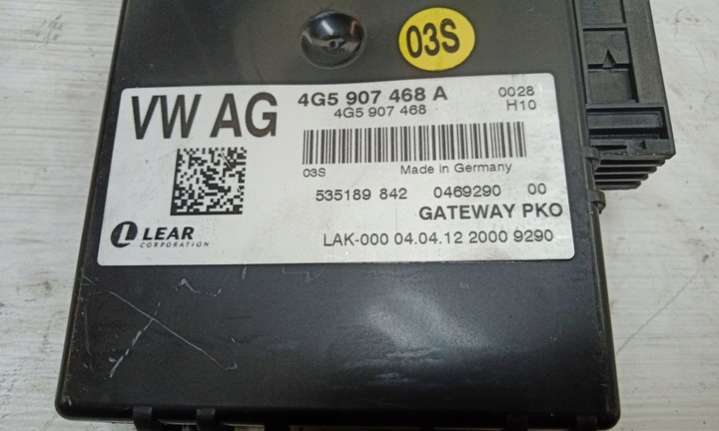 03S
VW AG
4G5 907 468 A
0028
4G5 907 468
H10
03S
Made in Germany
535189 842
0469290
00
GATEWAY PKO
LEAR
CORPORATION
LAK-000 04.04.12 2000 9290